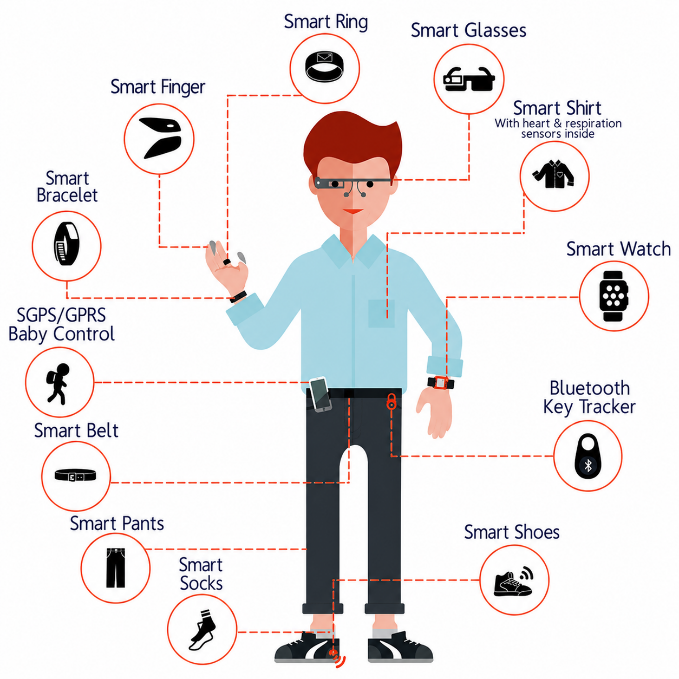 Smart Ring
Smart Glasses
Smart Finger
Smart Shirt
With heart & respiration
sensors inside
Smart
Bracelet
Smart Watch
SGPS/GPRS
Baby Control
Bluetooth
Key Tracker
Smart Belt
Smart Pants
Smart Shoes
Smart
Socks